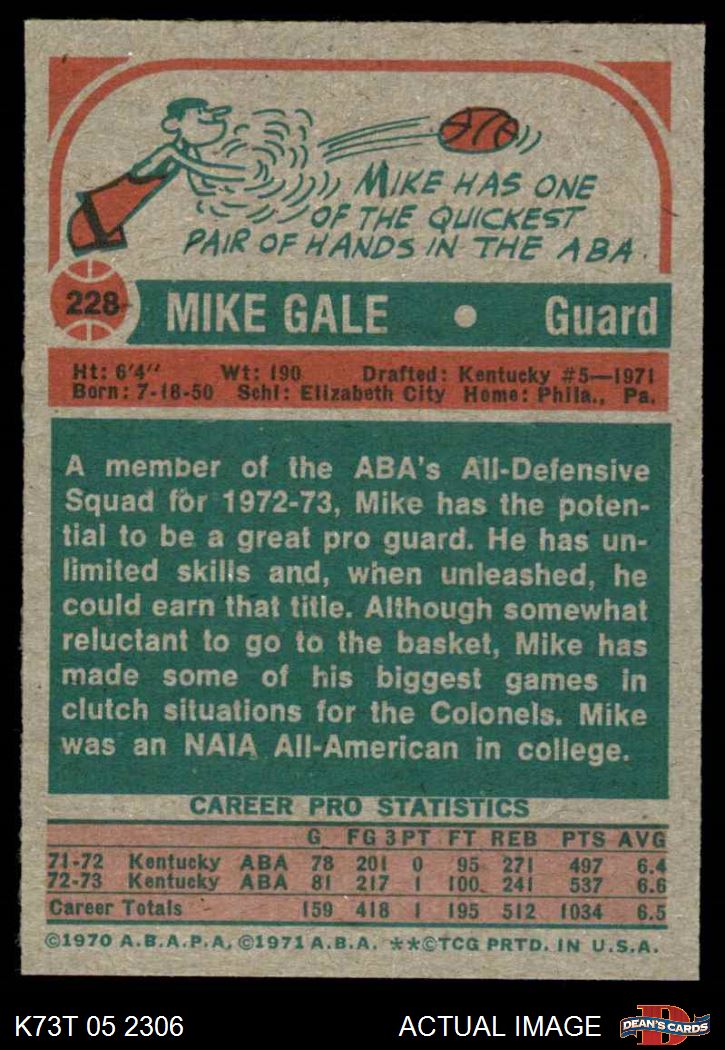 MIKE HAS ONE
OF THE QUICKEST
PAIR OF HANDS IN THE ABA.
228 MIKE GALE • Guard
Ht: 6'4" Wt: 190 Drafted: Kentucky #5—1971
Born: 7-18-50 Schl: Elizabeth City Home: Phila., Pa.
A member of the ABA's All-Defensive
Squad for 1972-73, Mike has the poten-
tial to be a great pro guard. He has un-
limited skills and, when unleashed, he
could earn that title. Although somewhat
reluctant to go to the basket, Mike has
made some of his biggest games in
clutch situations for the Colonels. Mike
was an NAIA All-American in college.
CAREER PRO STATISTICS
G FG 3PT FT REB PTS AVG
71-72 Kentucky ABA 78 201 0 95 271 497 6.4
72-73 Kentucky ABA 81 217 1 100 241 537 6.6
Career Totals 159 418 1 195 512 1034 6.5
©1970 A.B.A.P.A. ©1971 A.B.A. **©TCG PRTD. IN U.S.A.
K73T 05 2306 ACTUAL IMAGE DEAN'S CARDS